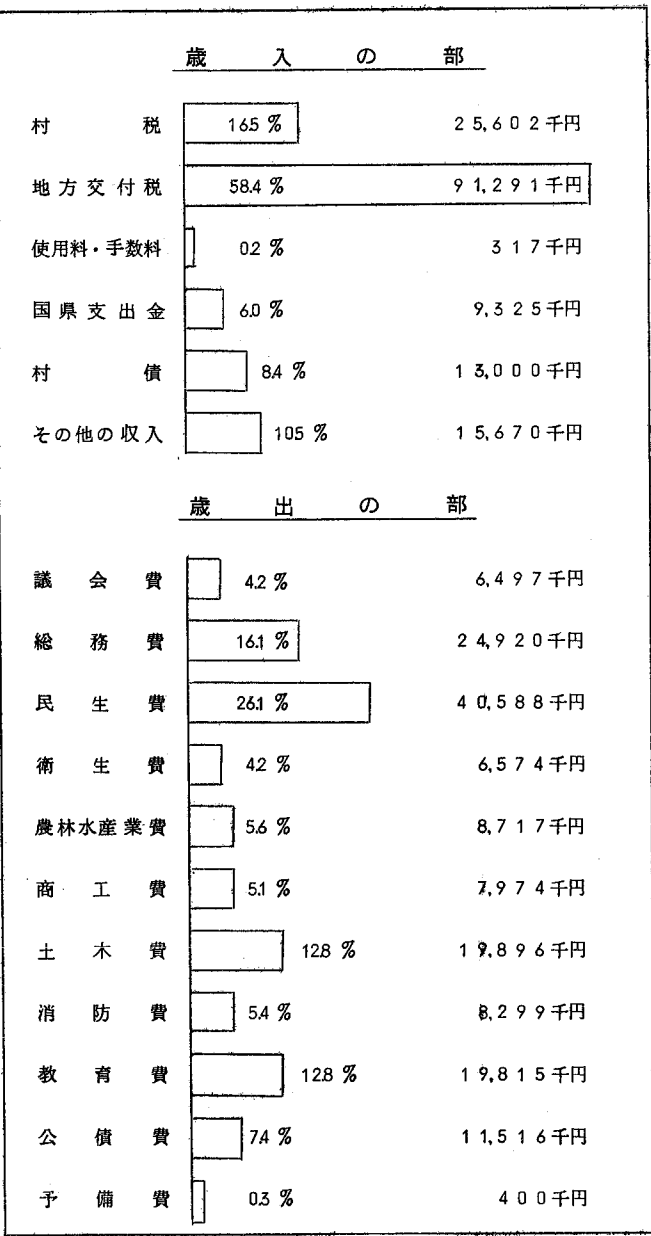 歳入の部
村税 16.5% 25,602千円
地方交付税 58.4% 91,291千円
使用料・手数料 0.2% 317千円
国県支出金 6.0% 9,325千円
村債 8.4% 13,000千円
その他の収入 10.5% 15,670千円
歳出の部
議会費 4.2% 6,497千円
総務費 16.1% 24,920千円
民生費 26.1% 40,588千円
衛生費 4.2% 6,574千円
農林水産業費 5.6% 8,717千円
商工費 5.1% 7,974千円
土木費 12.8% 19,896千円
消防費 5.4% 8,299千円
教育費 12.8% 19,815千円
公債費 7.4% 11,516千円
予備費 0.3% 400千円